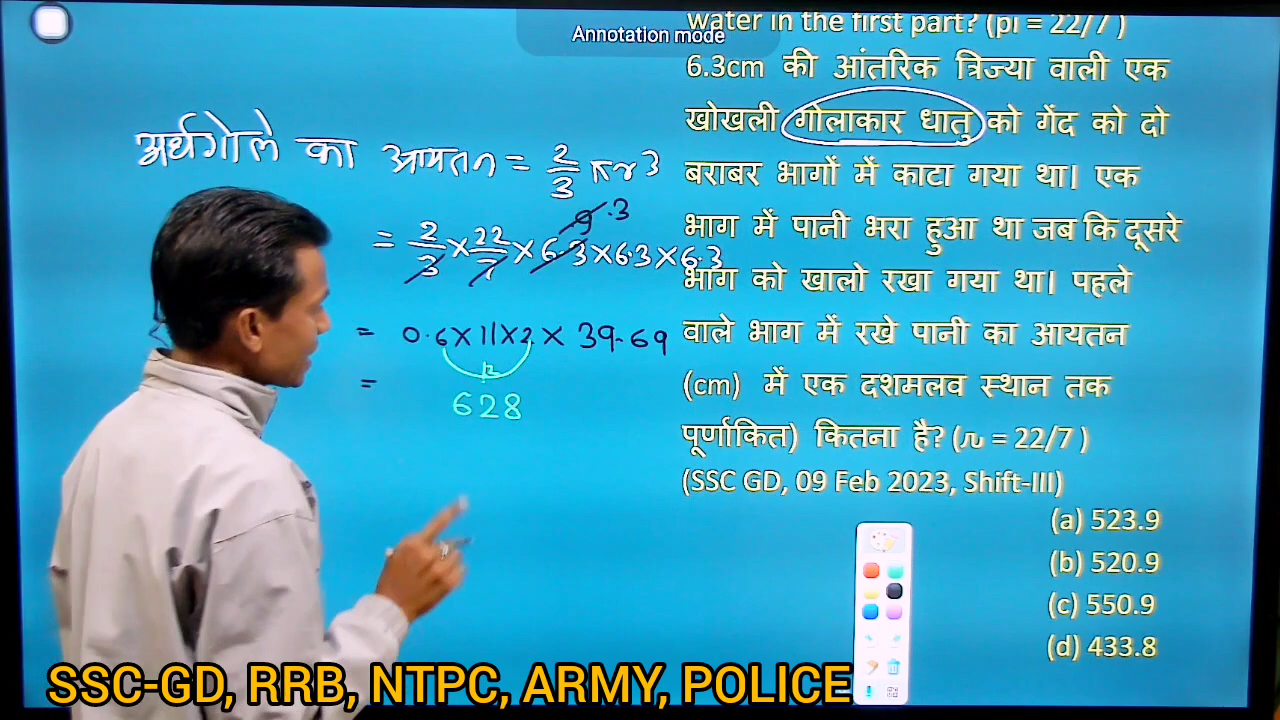 water in the first part? (pi = 22/7 )
Annotation mode
6.3cm की आंतरिक त्रिज्या वाली एक
खोखली गोलाकार धातु को गेंद को दो
बराबर भागों में काटा गया था। एक
भाग में पानी भरा हुआ था जब कि दूसरे
भाग को खालो रखा गया था। पहले
वाले भाग में रखे पानी का आयतन
(cm) में एक दशमलव स्थान तक
पूर्णाकित) कितना है? (π = 22/7 )
(SSC GD, 09 Feb 2023, Shift-III)
(a) 523.9
(b) 520.9
(c) 550.9
(d) 433.8
अर्धगोले का आयतन = 2/3 πr3
= 2/3 × 22/7 × 6.3×6.3×6.3
.3
= 0.6×11×2 × 39.69
12
=
628
SSC-GD, RRB, NTPC, ARMY, POLICE